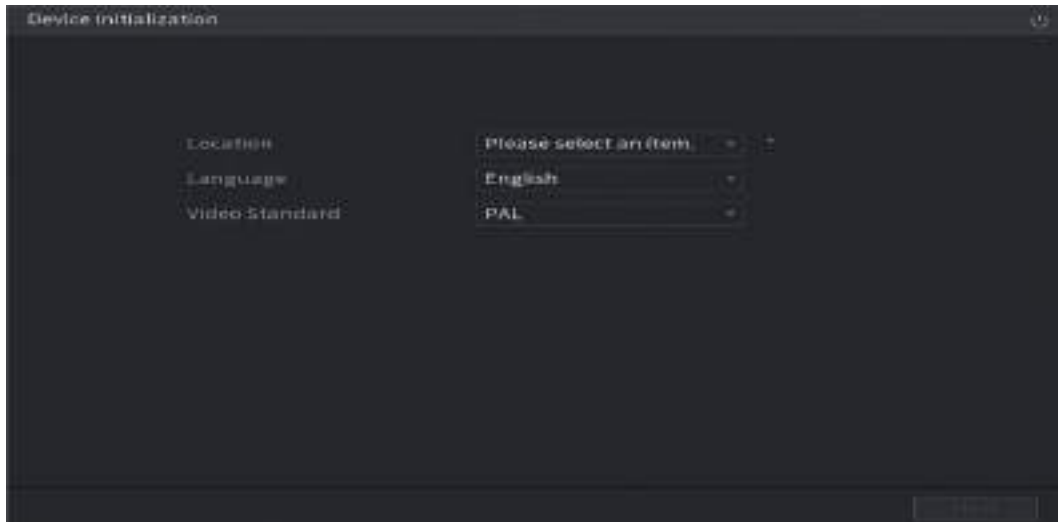 Device Initialization
Location Please select an item. *
Language English
Video Standard PAL